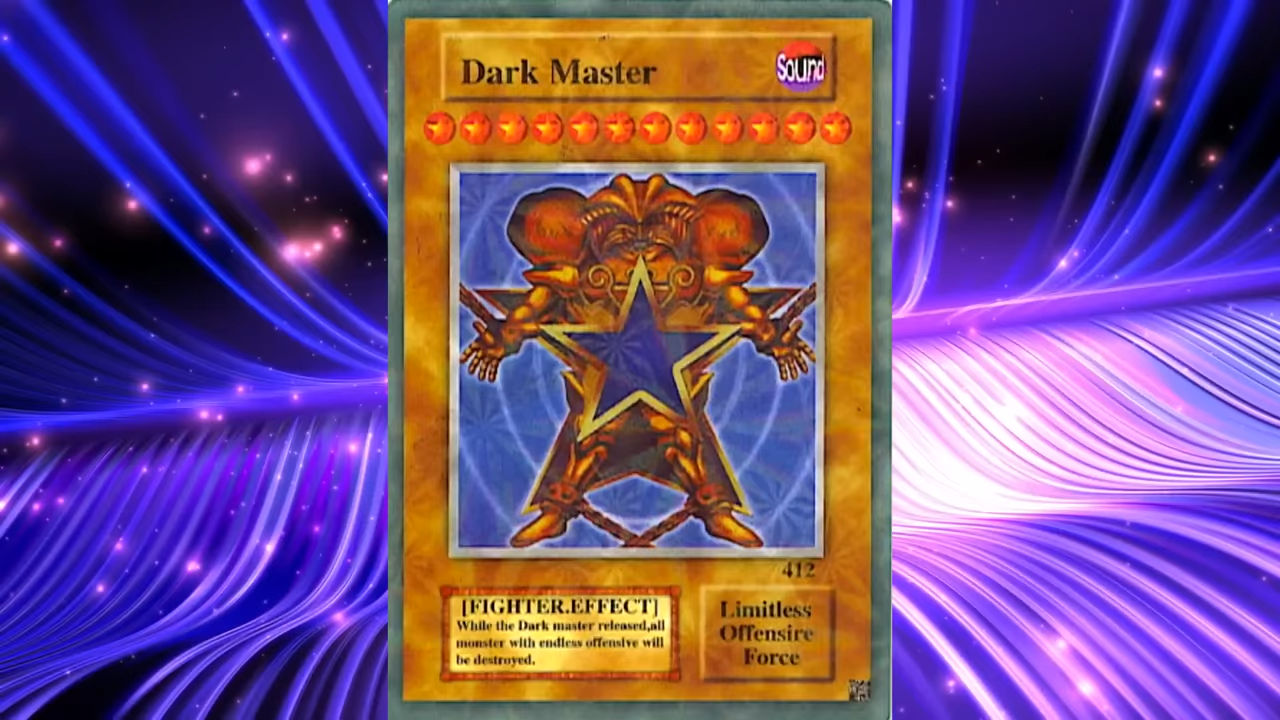 Dark Master
Sound
412
[FIGHTER.EFFECT]
While the Dark master released,all
monster with endless offensive will
be destroyed.
Limitless
Offensire
Force